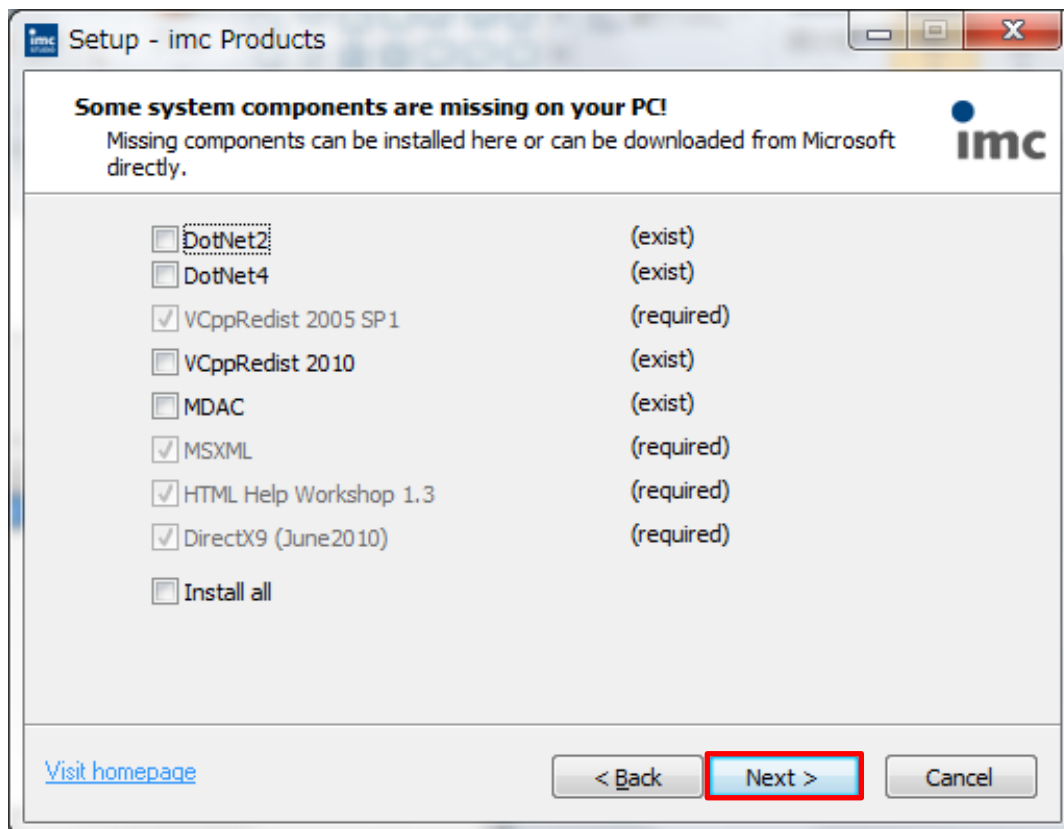 imc
STUDIO
Setup - imc Products
Some system components are missing on your PC!
Missing components can be installed here or can be downloaded from Microsoft
directly.
imc
DotNet2 (exist)
DotNet4 (exist)
VCppRedist 2005 SP1 (required)
VCppRedist 2010 (exist)
MDAC (exist)
MSXML (required)
HTML Help Workshop 1.3 (required)
DirectX9 (June2010) (required)
Install all
Visit homepage
< Back
Next >
Cancel